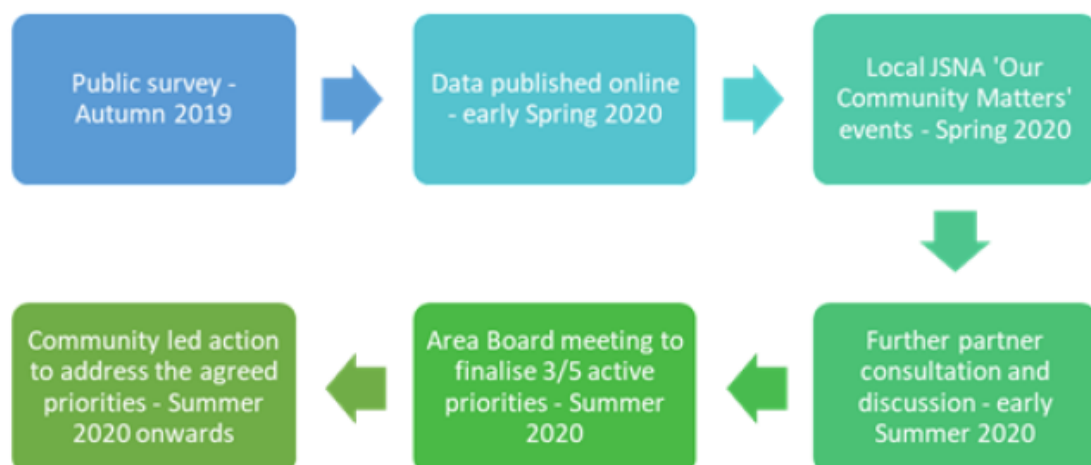 Public survey -
Autumn 2019
Data published online
- early Spring 2020
Local JSNA 'Our
Community Matters'
events - Spring 2020
Further partner
consultation and
discussion - early
Summer 2020
Area Board meeting to
finalise 3/5 active
priorities - Summer
2020
Community led action
to address the agreed
priorities - Summer
2020 onwards